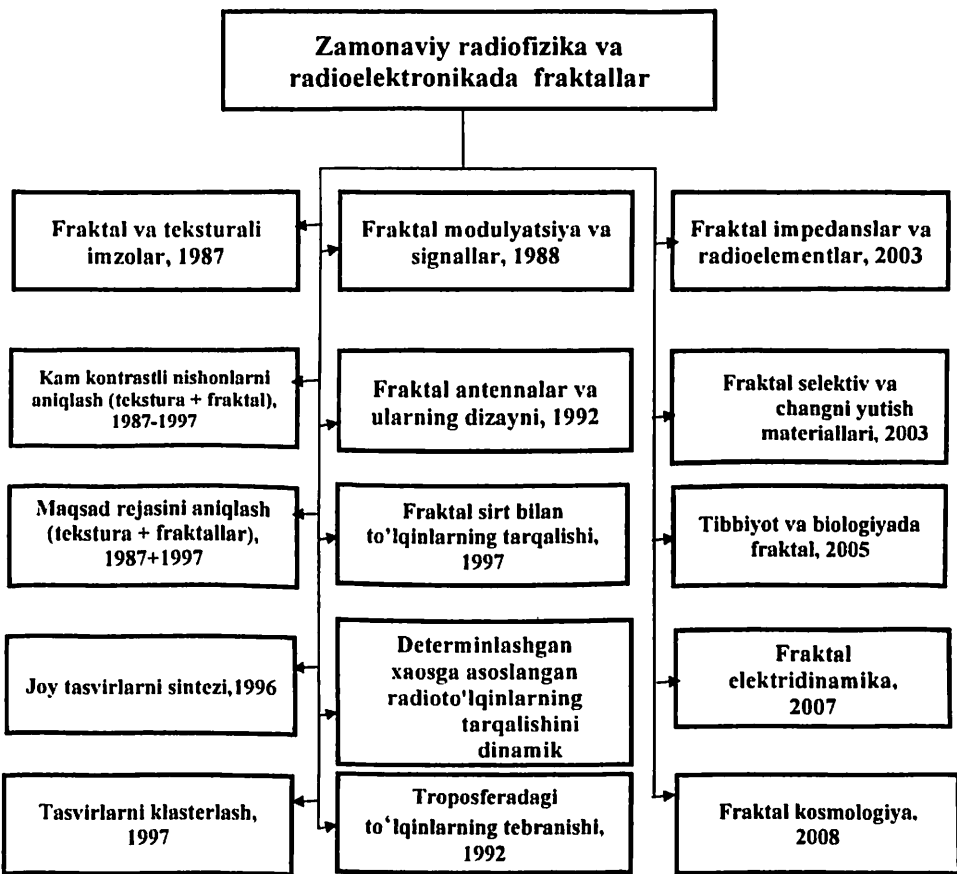 Zamonaviy radiofizika va
radioelektronikada fraktallar
Fraktal va teksturali
imzolar, 1987
Fraktal modulyatsiya va
signallar, 1988
Fraktal impedanslar va
radioelementlar, 2003
Kam kontrastli nishonlarni
aniqlash (tekstura + fraktal),
1987-1997
Fraktal antennalar va
ularning dizayni, 1992
Fraktal selektiv va
changni yutish
materiallari, 2003
Maqsad rejasini aniqlash
(tekstura + fraktallar),
1987+1997
Fraktal sirt bilan
to'lqinlarning tarqalishi,
1997
Tibbiyot va biologiyada
fraktal, 2005
Joy tasvirlarni sintezi,1996
Determinlashgan
xaosga asoslangan
radioto'lqinlarning
tarqalishini
dinamik
Fraktal
elektridinamika,
2007
Tasvirlarni klasterlash,
1997
Troposferadagi
to‘lqinlarning tebranishi,
1992
Fraktal kosmologiya,
2008